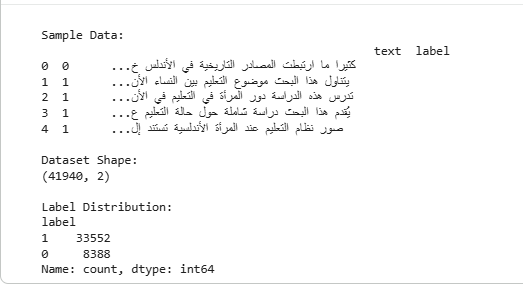 Sample Data:
text  label
0  0  كثيرا ما ارتبطت المصادر التاريخية في الأندلس خ...
1  1  يتناول هذا البحث موضوع التعليم بين النساء الأن...
2  1  تدرس هذه الدراسة دور المرأة في التعليم في الأن...
3  1  يُقدم هذا البحث دراسة شاملة حول حالة التعليم ع...
4  1  صور نظام التعليم عند المرأة الأندلسية تستند إل...
Dataset Shape:
(41940, 2)
Label Distribution:
label
1    33552
0     8388
Name: count, dtype: int64